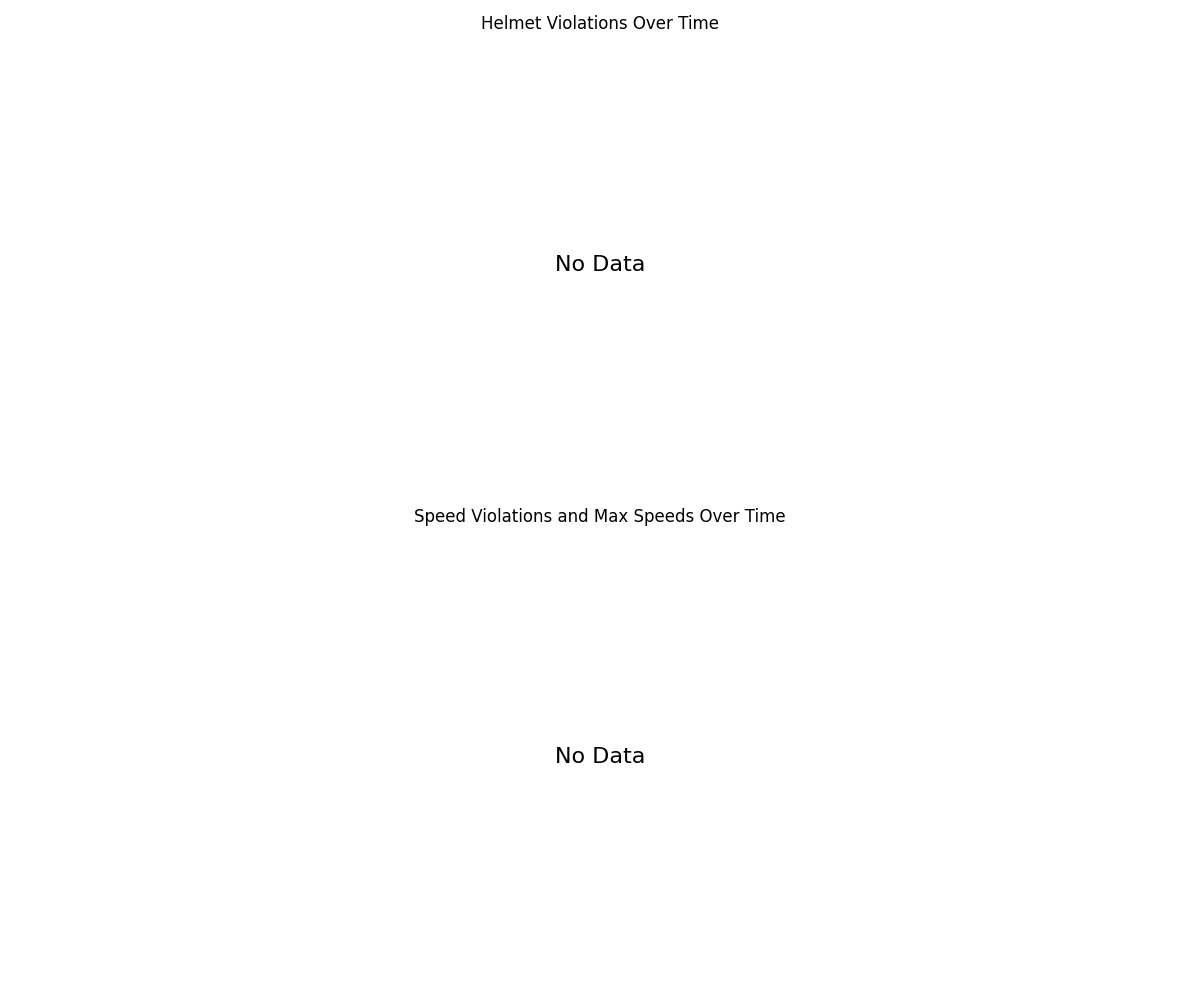 Helmet Violations Over Time
No Data
Speed Violations and Max Speeds Over Time
No Data